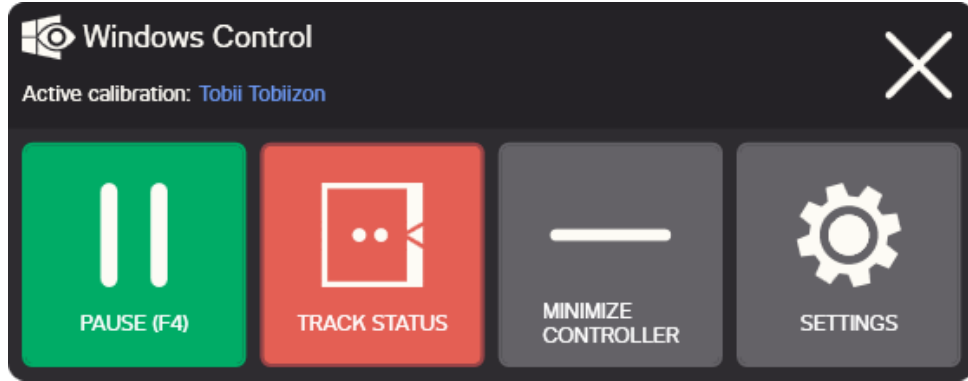 Windows Control
Active calibration: Tobii Tobiizon
PAUSE (F4)
TRACK STATUS
MINIMIZE
CONTROLLER
SETTINGS